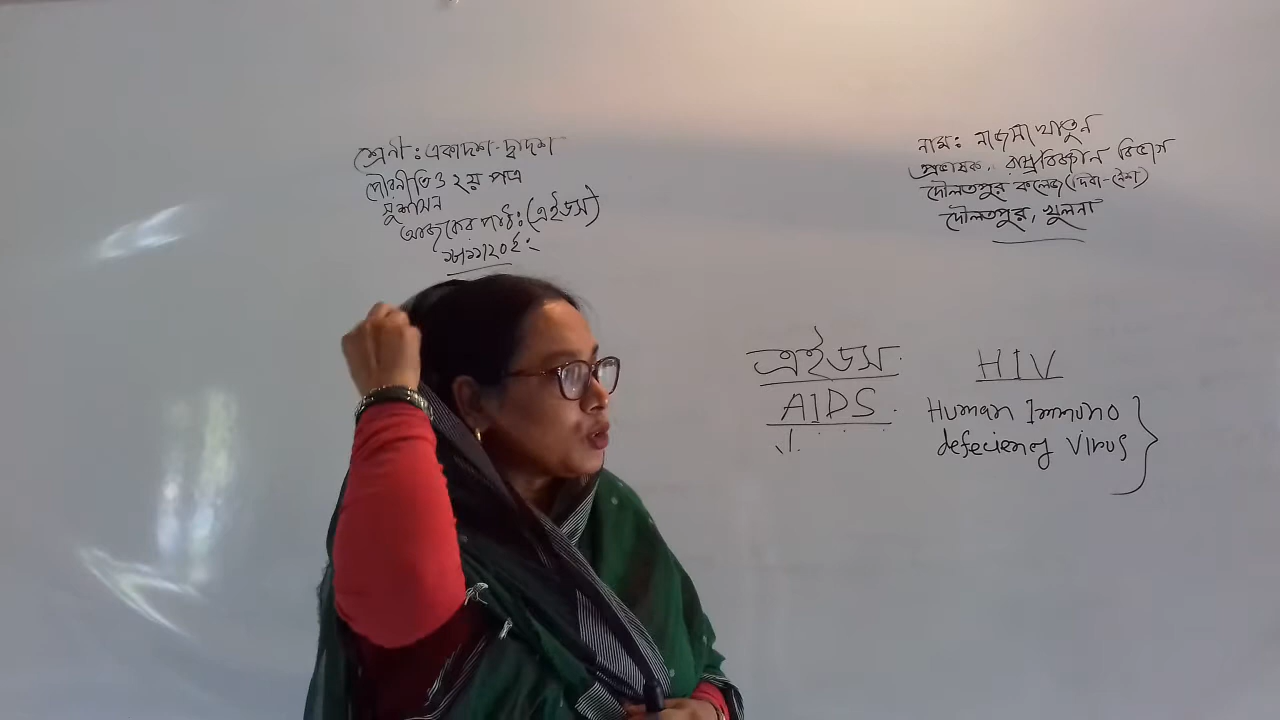 শ্রেনী : একাদশ-দ্বাদশ
পৌরনীতি ও ২য় পত্র
সুশাসন
আজকের পাঠ : (এইডস)
নাম : নাজমা খাতুন
প্রভাষক, রাষ্ট্রবিজ্ঞান বিভাগ
দৌলতপুর কলেজ (দিবা-নৈশ)
দৌলতপুর, খুলনা
এইডস
AIDS
HIV
Human Immuno
defeciency Virus